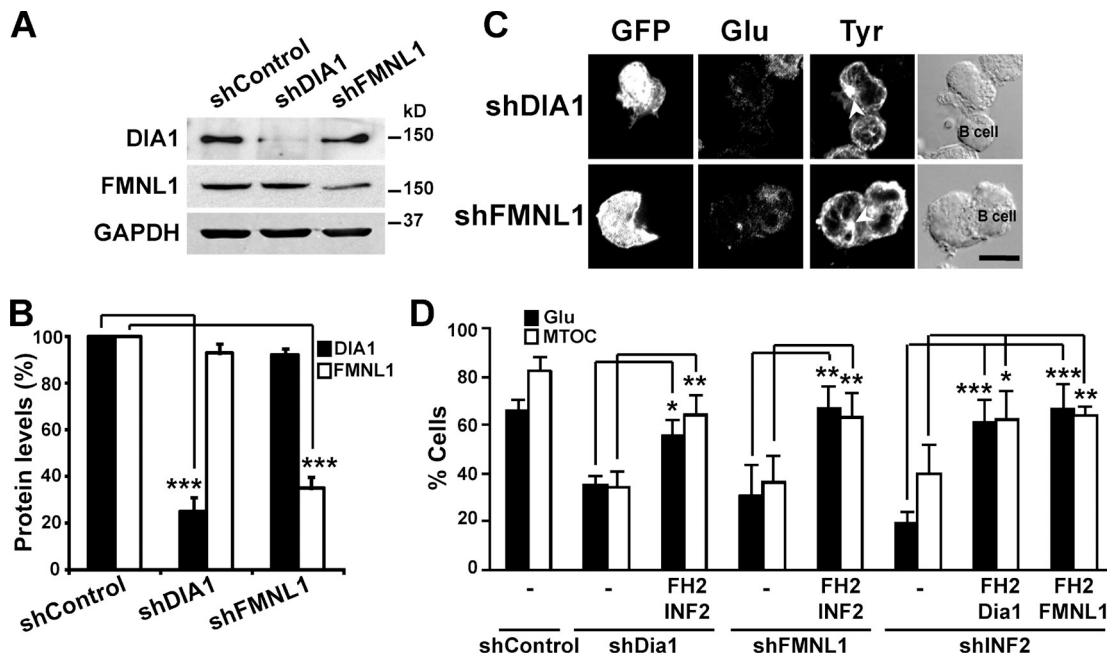 A
shControl
shDIA1
shFMNL1
kD
DIA1
150
FMNL1
150
37
GAPDH
C
GFP Glu Tyr
shDIA1
B cell
shFMNL1
B cell
B
Protein levels (%)
100
80
60
40
20
0
DIA1
FMNL1
***
***
shControl
shDIA1
shFMNL1
D
% Cells
100
80
60
40
20
0
Glu
MTOC
* ** ** ** *** * *** **
- - FH2 - FH2 - FH2 FH2
INF2 INF2 Dia1 FMNL1
shControl shDia1 shFMNL1 shINF2